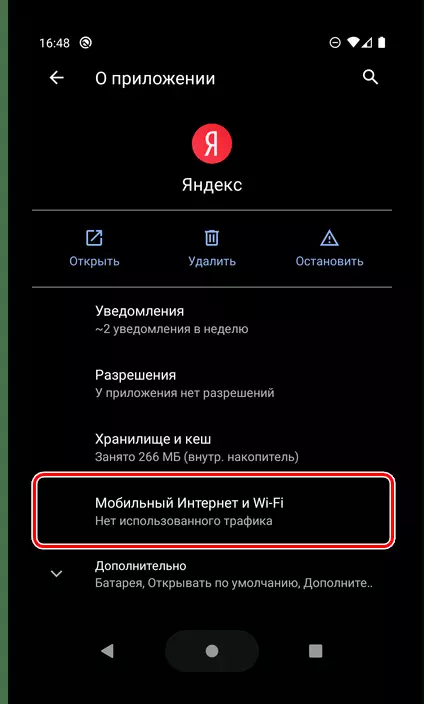 16:48
О приложении
Я
Яндекс
Открыть
Удалить
Остановить
Уведомления
~2 уведомления в неделю
Разрешения
У приложения нет разрешений
Хранилище и кеш
Занято 266 МБ (внутр. накопитель)
Мобильный Интернет и Wi-Fi
Нет использованного трафика
Дополнительно
Батарея, Открывать по умолчанию, Дополните..